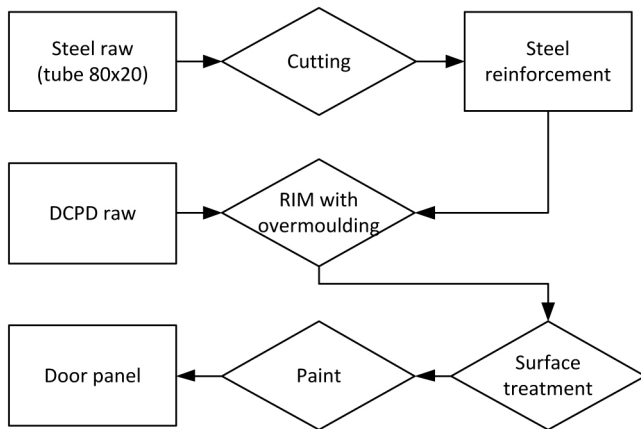 Steel raw
(tube 80x20)
Cutting
Steel
reinforcement
DCPD raw
RIM with
overmoulding
Door panel
Paint
Surface
treatment